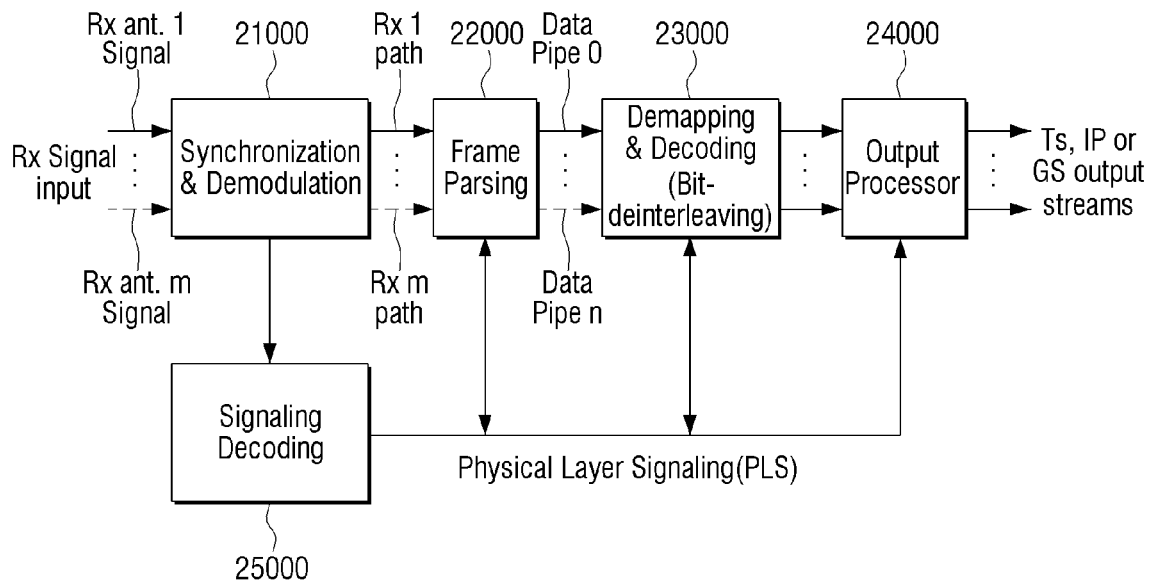 Rx ant. 1
Signal
21000
Rx 1
path
22000
Data
Pipe 0
23000
24000
Rx Signal
input
Synchronization
& Demodulation
Frame
Parsing
Demapping
& Decoding
(Bit-
deinterleaving)
Output
Processor
Ts, IP or
GS output
streams
Rx ant. m
Signal
Rx m
path
Data
Pipe n
Signaling
Decoding
Physical Layer Signaling(PLS)
25000